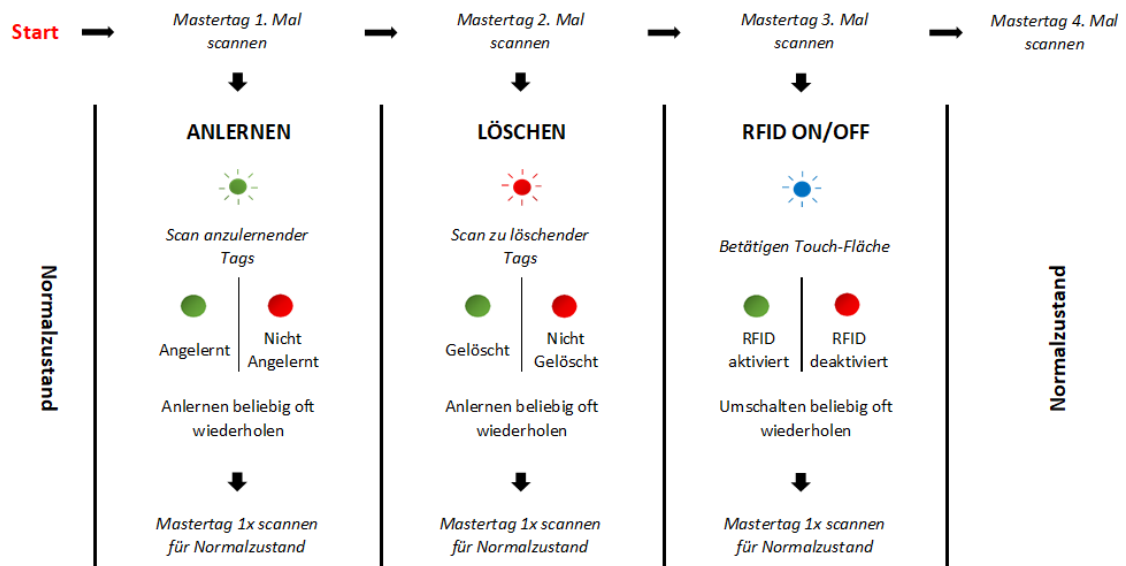 Start
Mastertag 1. Mal
scannen
Mastertag 2. Mal
scannen
Mastertag 3. Mal
scannen
Mastertag 4. Mal
scannen
Normalzustand
ANLERNEN
Scan anzulernender
Tags
Angelernt
Nicht
Angelernt
Anlernen beliebig oft
wiederholen
Mastertag 1x scannen
für Normalzustand
LÖSCHEN
Scan zu löschender
Tags
Gelöscht
Nicht
Gelöscht
Anlernen beliebig oft
wiederholen
Mastertag 1x scannen
für Normalzustand
RFID ON/OFF
Betätigen Touch-Fläche
RFID
aktiviert
RFID
deaktiviert
Umschalten beliebig oft
wiederholen
Mastertag 1x scannen
für Normalzustand
Normalzustand